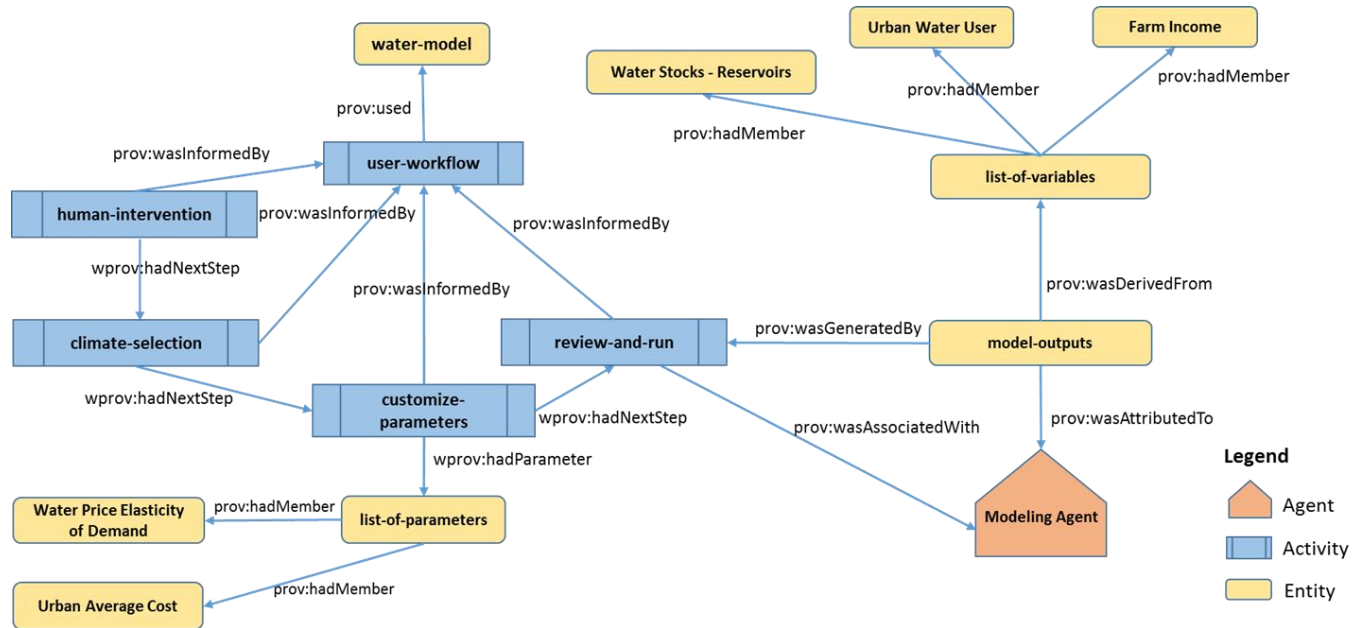 Urban Water User
Farm Income
water-model
Water Stocks - Reservoirs
prov:hadMember
prov:hadMember
prov:used
prov:hadMember
prov:wasInformedBy
user-workflow
list-of-variables
human-intervention
prov:wasInformedBy
prov:wasInformedBy
wprov:hadNextStep
prov:wasInformedBy
prov:wasDerivedFrom
prov:wasGeneratedBy
climate-selection
review-and-run
model-outputs
wprov:hadNextStep
customize-
parameters
wprov:hadNextStep
prov:wasAssociatedWith
prov:wasAttributedTo
wprov:hadParameter
Legend
Water Price Elasticity
of Demand
prov:hadMember
list-of-parameters
Modeling Agent
Agent
Activity
prov:hadMember
Urban Average Cost
Entity